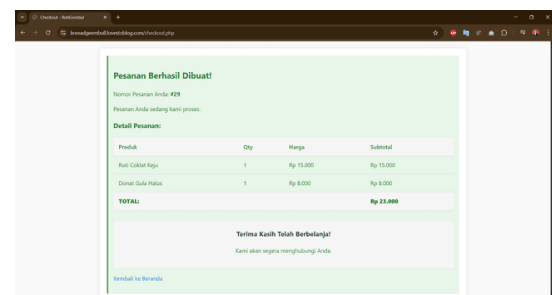 Checkout - RotiGembul
breadgwembull.lovestoblog.com/checkout.php
Pesanan Berhasil Dibuat!
Nomor Pesanan Anda: #29
Pesanan Anda sedang kami proses.
Detail Pesanan:
Produk Qty Harga Subtotal
Roti Coklat Keju 1 Rp 15.000 Rp 15.000
Donat Gula Halus 1 Rp 8.000 Rp 8.000
TOTAL: Rp 23.000
Terima Kasih Telah Berbelanja!
Kami akan segera menghubungi Anda.
Kembali ke Beranda